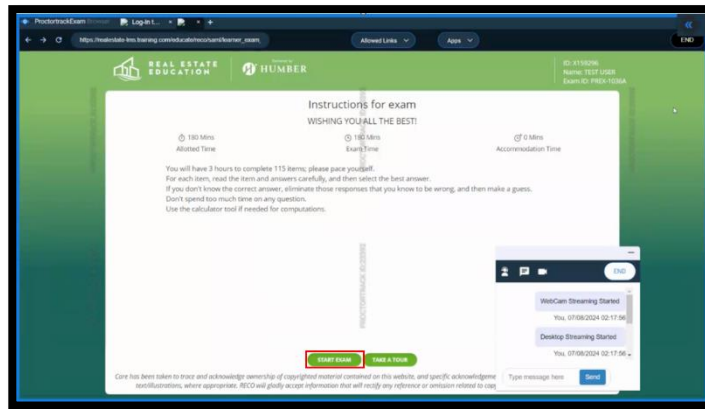 ProctortrackExam Browser
Log-in t...
https://realestate-lms.training.com/educate/reco/saml/learner_exam_
Allowed Links
Apps
END
REAL ESTATE
EDUCATION
Powered by
HUMBER
ID: X159296
Name: TEST USER
Exam ID: PREX-1036A
Instructions for exam
WISHING YOU ALL THE BEST!
180 Mins
Allotted Time
180 Mins
Exam Time
0 Mins
Accommodation Time
You will have 3 hours to complete 115 items; please pace yourself.
For each item, read the item and answers carefully, and then select the best answer.
If you don't know the correct answer, eliminate those responses that you know to be wrong, and then make a guess.
Don't spend too much time on any question.
Use the calculator tool if needed for computations.
START EXAM
TAKE A TOUR
Care has been taken to trace and acknowledge ownership of copyrighted material contained on this website, and specific acknowledgeme
text/illustrations, where appropriate. RECO will gladly accept information that will rectify any reference or omission related to copy
END
WebCam Streaming Started
You, 07/08/2024 02:17:56
Desktop Streaming Started
You, 07/08/2024 02:17:56
Type message here
Send